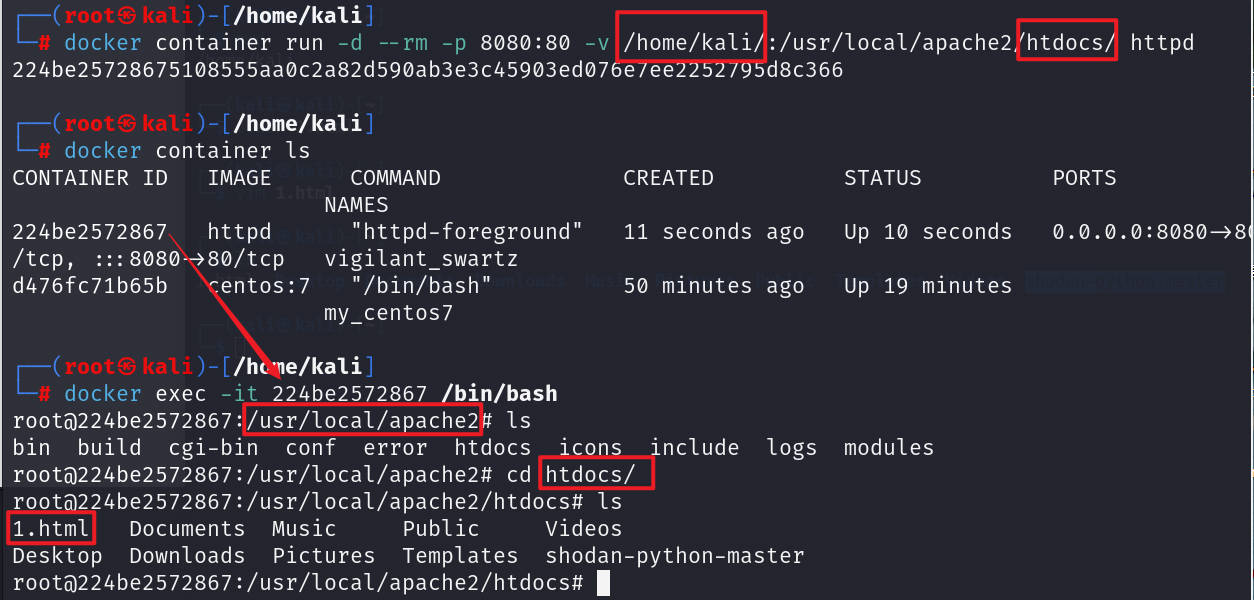 ┌──(root㉿kali)-[/home/kali]
└─# docker container run -d --rm -p 8080:80 -v /home/kali/:/usr/local/apache2/htdocs/ httpd
224be25728675108555aa0c2a82d590ab3e3c45903ed076e7ee2252795d8c366
┌──(root㉿kali)-[/home/kali]
└─# docker container ls
CONTAINER ID   IMAGE      COMMAND              CREATED          STATUS          PORTS
NAMES
224be2572867   httpd      "httpd-foreground"   11 seconds ago   Up 10 seconds   0.0.0.0:8080->80
/tcp, :::8080->80/tcp   vigilant_swartz
d476fc71b65b   centos:7   "/bin/bash"          50 minutes ago   Up 19 minutes
my_centos7
┌──(root㉿kali)-[/home/kali]
└─# docker exec -it 224be2572867 /bin/bash
root@224be2572867:/usr/local/apache2# ls
bin  build  cgi-bin  conf  error  htdocs  icons  include  logs  modules
root@224be2572867:/usr/local/apache2# cd htdocs/
root@224be2572867:/usr/local/apache2/htdocs# ls
1.html   Documents  Music     Public     Videos
Desktop  Downloads  Pictures  Templates  shodan-python-master
root@224be2572867:/usr/local/apache2/htdocs#